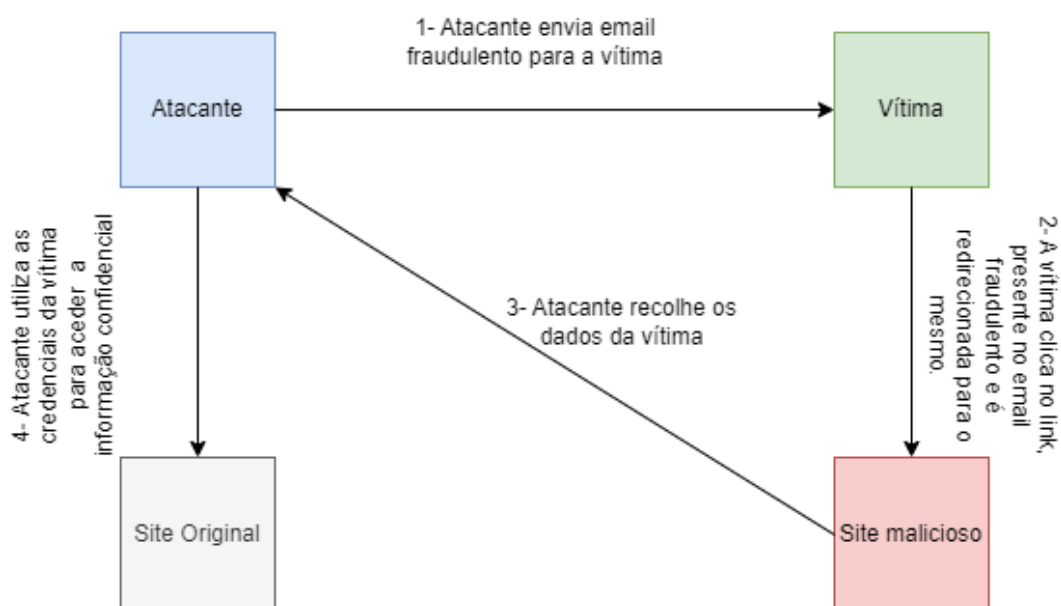 1- Atacante envia email
fraudulento para a vítima
Atacante
Vítima
2- A vítima clica no link,
presente no email
fraudulento e é
redirecionada para o
mesmo.
3- Atacante recolhe os
dados da vítima
4- Atacante utiliza as
credenciais da vítima
para aceder a
informação confidencial
Site Original
Site malicioso